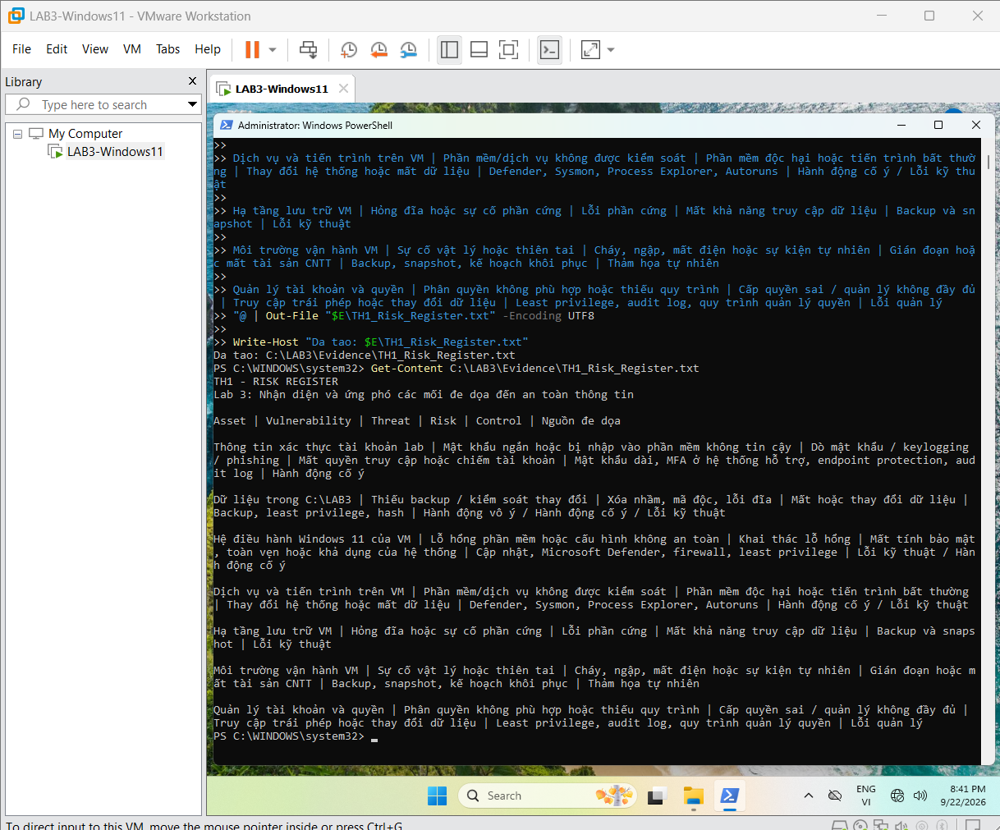 LAB3-Windows11 - VMware Workstation
File Edit View VM Tabs Help
Library
LAB3-Windows11
Type here to search
My Computer
LAB3-Windows11
Administrator: Windows PowerShell
>>
>> Dịch vụ và tiến trình trên VM | Phần mềm/dịch vụ không được kiểm soát | Phần mềm độc hại hoặc tiến trình bất thườ
ng | Thay đổi hệ thống hoặc mất dữ liệu | Defender, Sysmon, Process Explorer, Autoruns | Hành động cố ý / Lỗi kỹ thu
ật
>>
>> Hạ tầng lưu trữ VM | Hỏng đĩa hoặc sự cố phần cứng | Lỗi phần cứng | Mất khả năng truy cập dữ liệu | Backup và sn
apshot | Lỗi kỹ thuật
>>
>> Môi trường vận hành VM | Sự cố vật lý hoặc thiên tai | Cháy, ngập, mất điện hoặc sự kiện tự nhiên | Gián đoạn hoặ
c mất tài sản CNTT | Backup, snapshot, kế hoạch khôi phục | Thảm họa tự nhiên
>>
>> Quản lý tài khoản và quyền | Phân quyền không phù hợp hoặc thiếu quy trình | Cấp quyền sai / quản lý không đầy đủ
| Truy cập trái phép hoặc thay đổi dữ liệu | Least privilege, audit log, quy trình quản lý quyền | Lỗi quản lý
>> "@ | Out-File "$E\TH1_Risk_Register.txt" -Encoding UTF8
>>
>> Write-Host "Da tao: $E\TH1_Risk_Register.txt"
Da tao: C:\LAB3\Evidence\TH1_Risk_Register.txt
PS C:\WINDOWS\system32> Get-Content C:\LAB3\Evidence\TH1_Risk_Register.txt
TH1 - RISK REGISTER
Lab 3: Nhận diện và ứng phó các mối đe dọa đến an toàn thông tin
Asset | Vulnerability | Threat | Risk | Control | Nguồn đe dọa
Thông tin xác thực tài khoản lab | Mật khẩu ngắn hoặc bị nhập vào phần mềm không tin cậy | Dò mật khẩu / keylogging
/ phishing | Mất quyền truy cập hoặc chiếm tài khoản | Mật khẩu dài, MFA ở hệ thống hỗ trợ, endpoint protection, aud
it log | Hành động cố ý
Dữ liệu trong C:\LAB3 | Thiếu backup / kiểm soát thay đổi | Xóa nhầm, mã độc, lỗi đĩa | Mất hoặc thay đổi dữ liệu |
Backup, least privilege, hash | Hành động vô ý / Hành động cố ý / Lỗi kỹ thuật
Hệ điều hành Windows 11 của VM | Lỗ hổng phần mềm hoặc cấu hình không an toàn | Khai thác lỗ hổng | Mất tính bảo mật
, toàn vẹn hoặc khả dụng của hệ thống | Cập nhật, Microsoft Defender, firewall, least privilege | Lỗi kỹ thuật / Hàn
h động cố ý
Dịch vụ và tiến trình trên VM | Phần mềm/dịch vụ không được kiểm soát | Phần mềm độc hại hoặc tiến trình bất thường
| Thay đổi hệ thống hoặc mất dữ liệu | Defender, Sysmon, Process Explorer, Autoruns | Hành động cố ý / Lỗi kỹ thuật
Hạ tầng lưu trữ VM | Hỏng đĩa hoặc sự cố phần cứng | Lỗi phần cứng | Mất khả năng truy cập dữ liệu | Backup và snaps
hot | Lỗi kỹ thuật
Môi trường vận hành VM | Sự cố vật lý hoặc thiên tai | Cháy, ngập, mất điện hoặc sự kiện tự nhiên | Gián đoạn hoặc m
ất tài sản CNTT | Backup, snapshot, kế hoạch khôi phục | Thảm họa tự nhiên
Quản lý tài khoản và quyền | Phân quyền không phù hợp hoặc thiếu quy trình | Cấp quyền sai / quản lý không đầy đủ |
Truy cập trái phép hoặc thay đổi dữ liệu | Least privilege, audit log, quy trình quản lý quyền | Lỗi quản lý
PS C:\WINDOWS\system32>
Search
ENG
VI
8:41 PM
9/22/2026
To direct input to this VM, move the mouse pointer inside or press Ctrl+G.